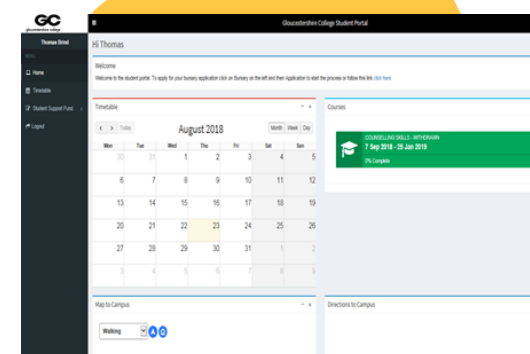 GC
gloucestershire college
Gloucestershire College Student Portal
Thomas Brind
MENU
Home
Timetable
Student Support Fund
Logout
Hi Thomas
Welcome
Welcome to the student portal. To apply for your bursary application click on Bursary on the left and then Application to start the process or follow this link click here
Timetable
Today
August 2018
Month Week Day
Mon Tue Wed Thu Fri Sat Sun
30 31 1 2 3 4 5
6 7 8 9 10 11 12
13 14 15 16 17 18 19
20 21 22 23 24 25 26
27 28 29 30 31 1 2
3 4 5 6 7 8 9
Courses
COUNSELLING SKILLS - WITHDRAWN
7 Sep 2018 - 25 Jan 2019
0% Complete
Map to Campus
Walking
Directions to Campus